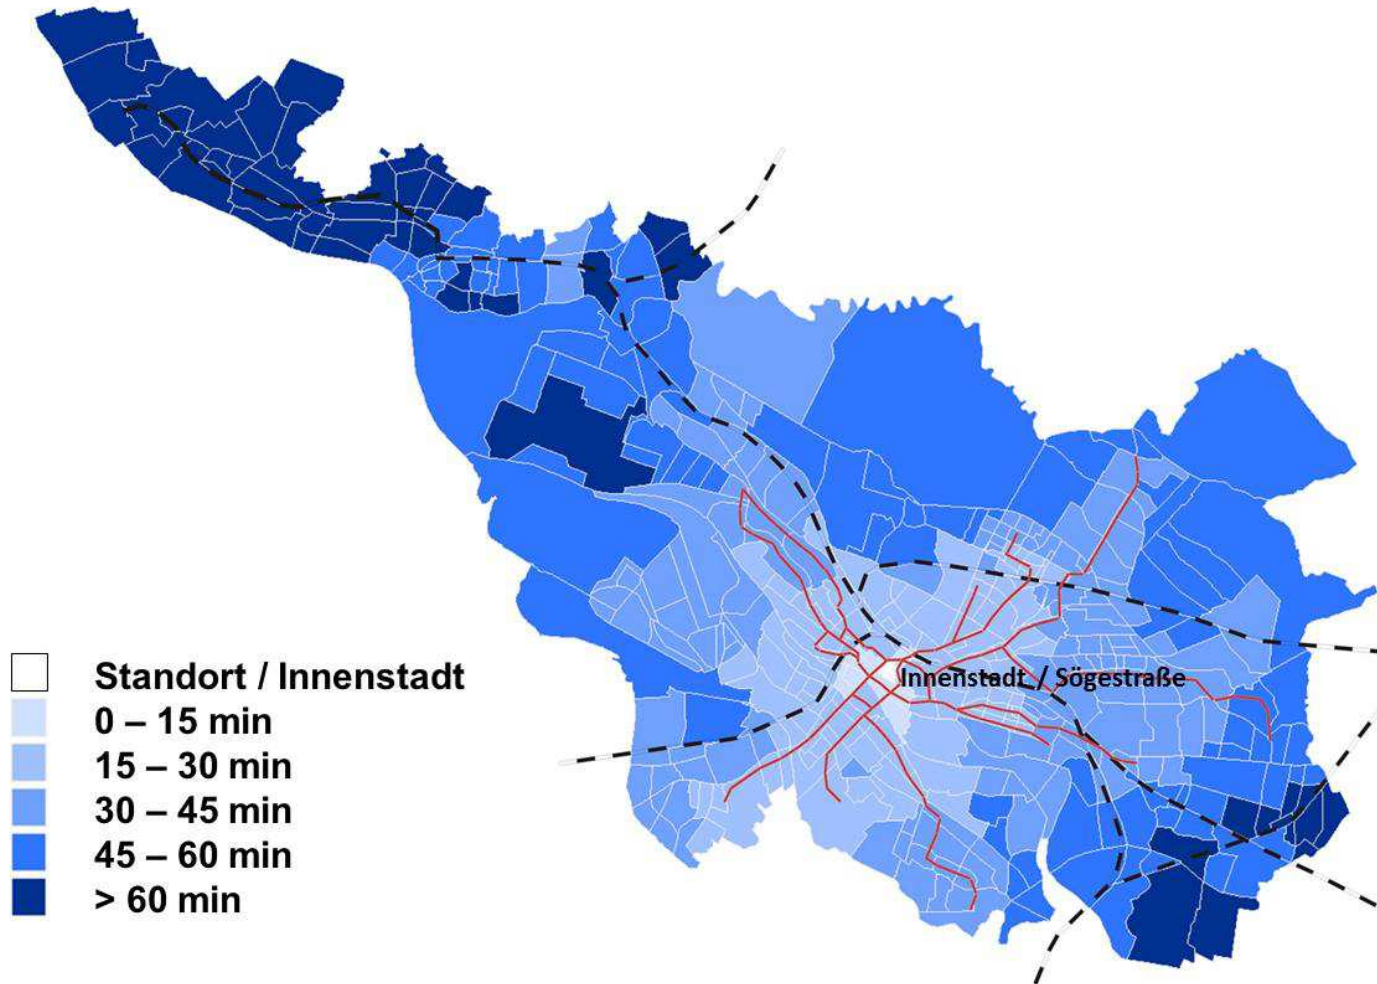 Standort / Innenstadt
0 – 15 min
15 – 30 min
30 – 45 min
45 – 60 min
> 60 min
Innenstadt / Sögestraße